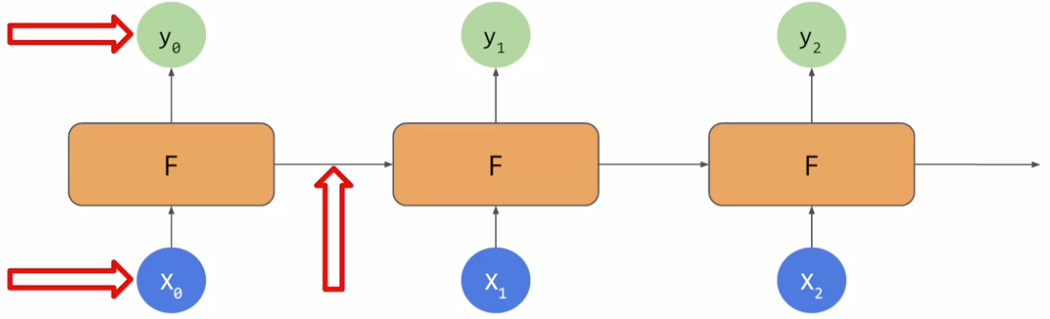 y₀ y₁ y₂
F F F
X₀ X₁ X₂